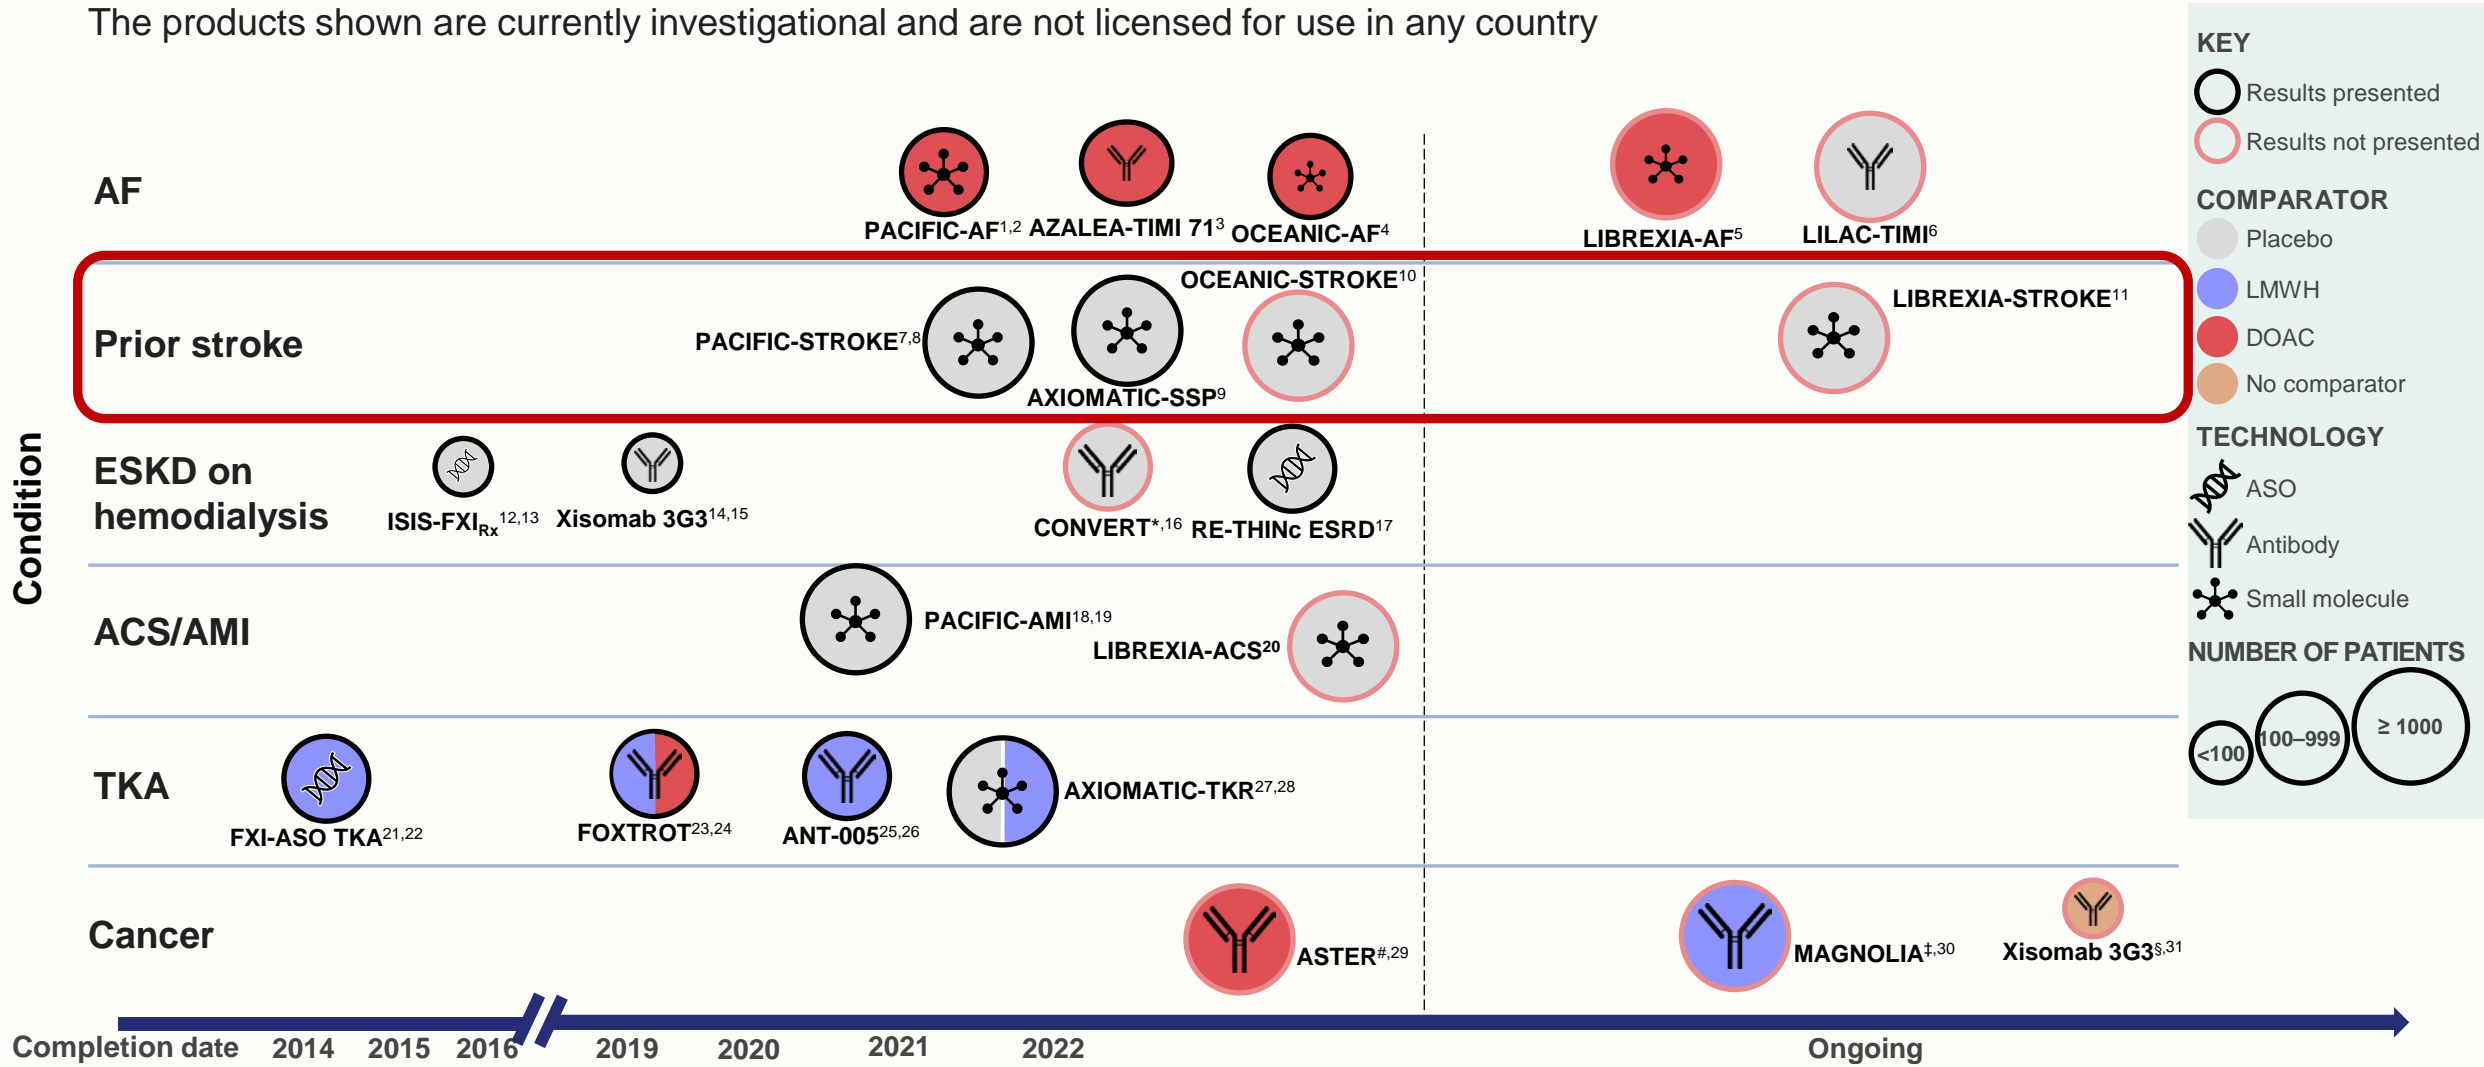 The products shown are currently investigational and are not licensed for use in any country
Condition
AF
PACIFIC-AF1,2
AZALEA-TIMI 713
OCEANIC-AF4
LIBREXIA-AF5
LILAC-TIMI6
Prior stroke
PACIFIC-STROKE7,8
AXIOMATIC-SSP9
OCEANIC-STROKE10
LIBREXIA-STROKE11
ESKD on
hemodialysis
ISIS-FXIRx12,13
Xisomab 3G314,15
CONVERT*,16
RE-THINc ESRD17
ACS/AMI
PACIFIC-AMI18,19
LIBREXIA-ACS20
TKA
FXI-ASO TKA21,22
FOXTROT23,24
ANT-00525,26
AXIOMATIC-TKR27,28
Cancer
ASTER#,29
MAGNOLIA‡,30
Xisomab 3G3§,31
Completion date
2014
2015
2016
2019
2020
2021
2022
Ongoing
KEY
Results presented
Results not presented
COMPARATOR
Placebo
LMWH
DOAC
No comparator
TECHNOLOGY
ASO
Antibody
Small molecule
NUMBER OF PATIENTS
<100
100–999
≥ 1000